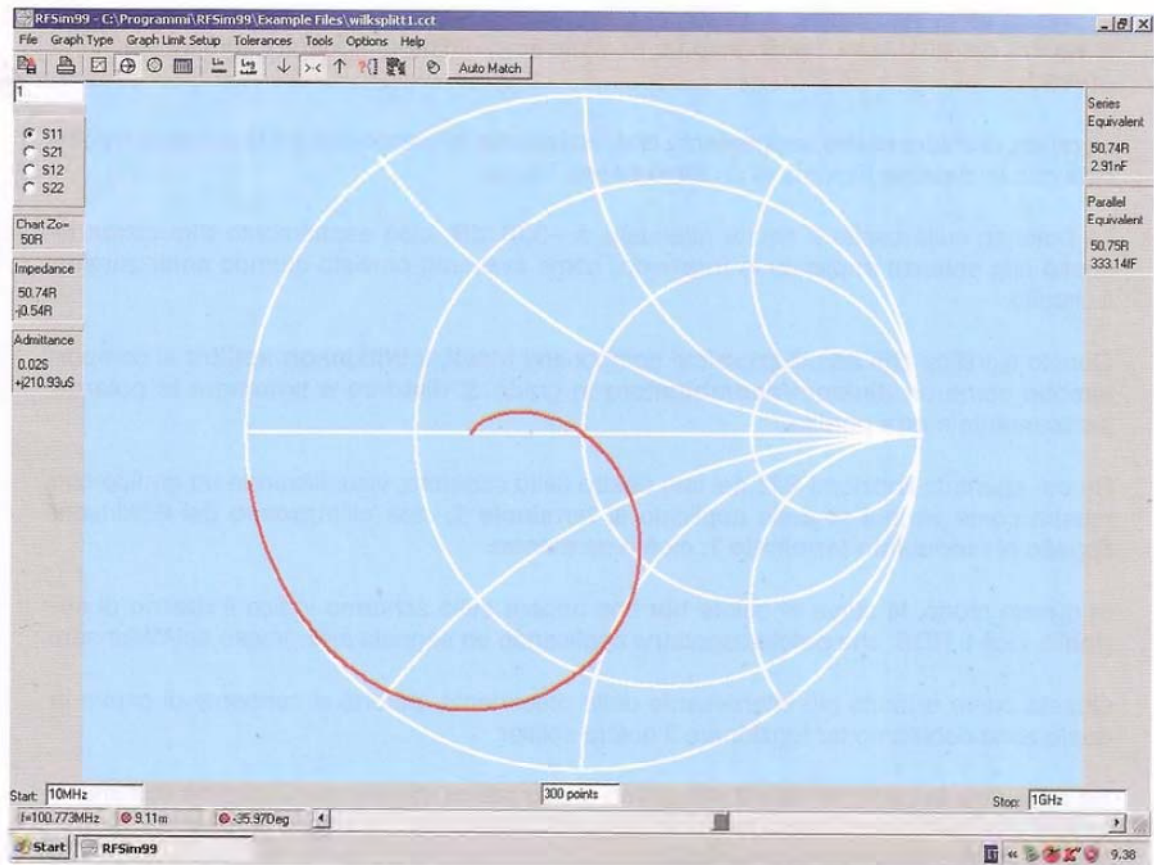 RFSim99 - C:\Programmi\RFSim99\Example Files\wilksplitt1.cct
File Graph Type Graph Limit Setup Tolerances Tools Options Help
Lin Log Auto Match
1
S11
S21
S12
S22
Chart Zo=
50R
Impedance
50.74R
-j0.54R
Admittance
0.02S
+j210.93uS
Series
Equivalent
50.74R
2.91nF
Parallel
Equivalent
50.75R
333.14fF
Start: 10MHz 300 points Stop: 1GHz
f=100.773MHz 9.11m -35.97Deg
Start RFSim99 IT « 9.38